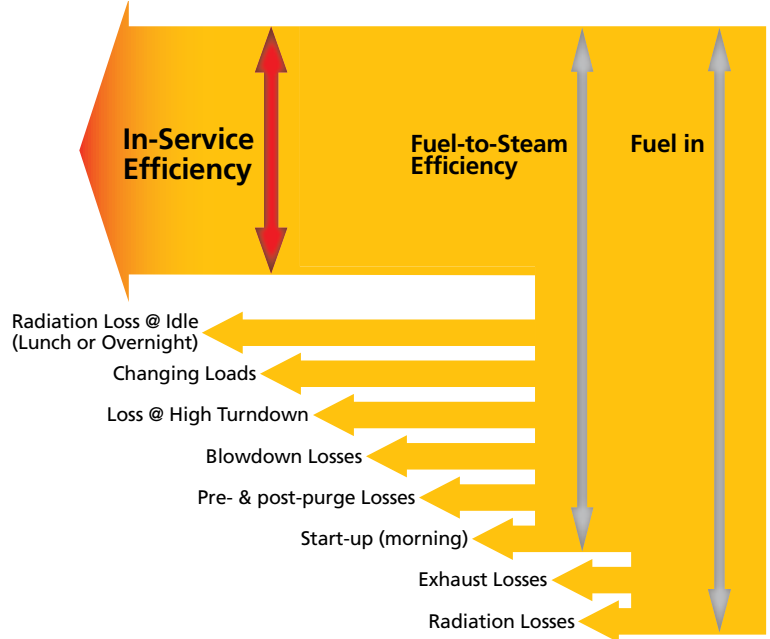 In-Service
Efficiency
Fuel-to-Steam
Efficiency
Fuel in
Radiation Loss @ Idle
(Lunch or Overnight)
Changing Loads
Loss @ High Turndown
Blowdown Losses
Pre- & post-purge Losses
Start-up (morning)
Exhaust Losses
Radiation Losses